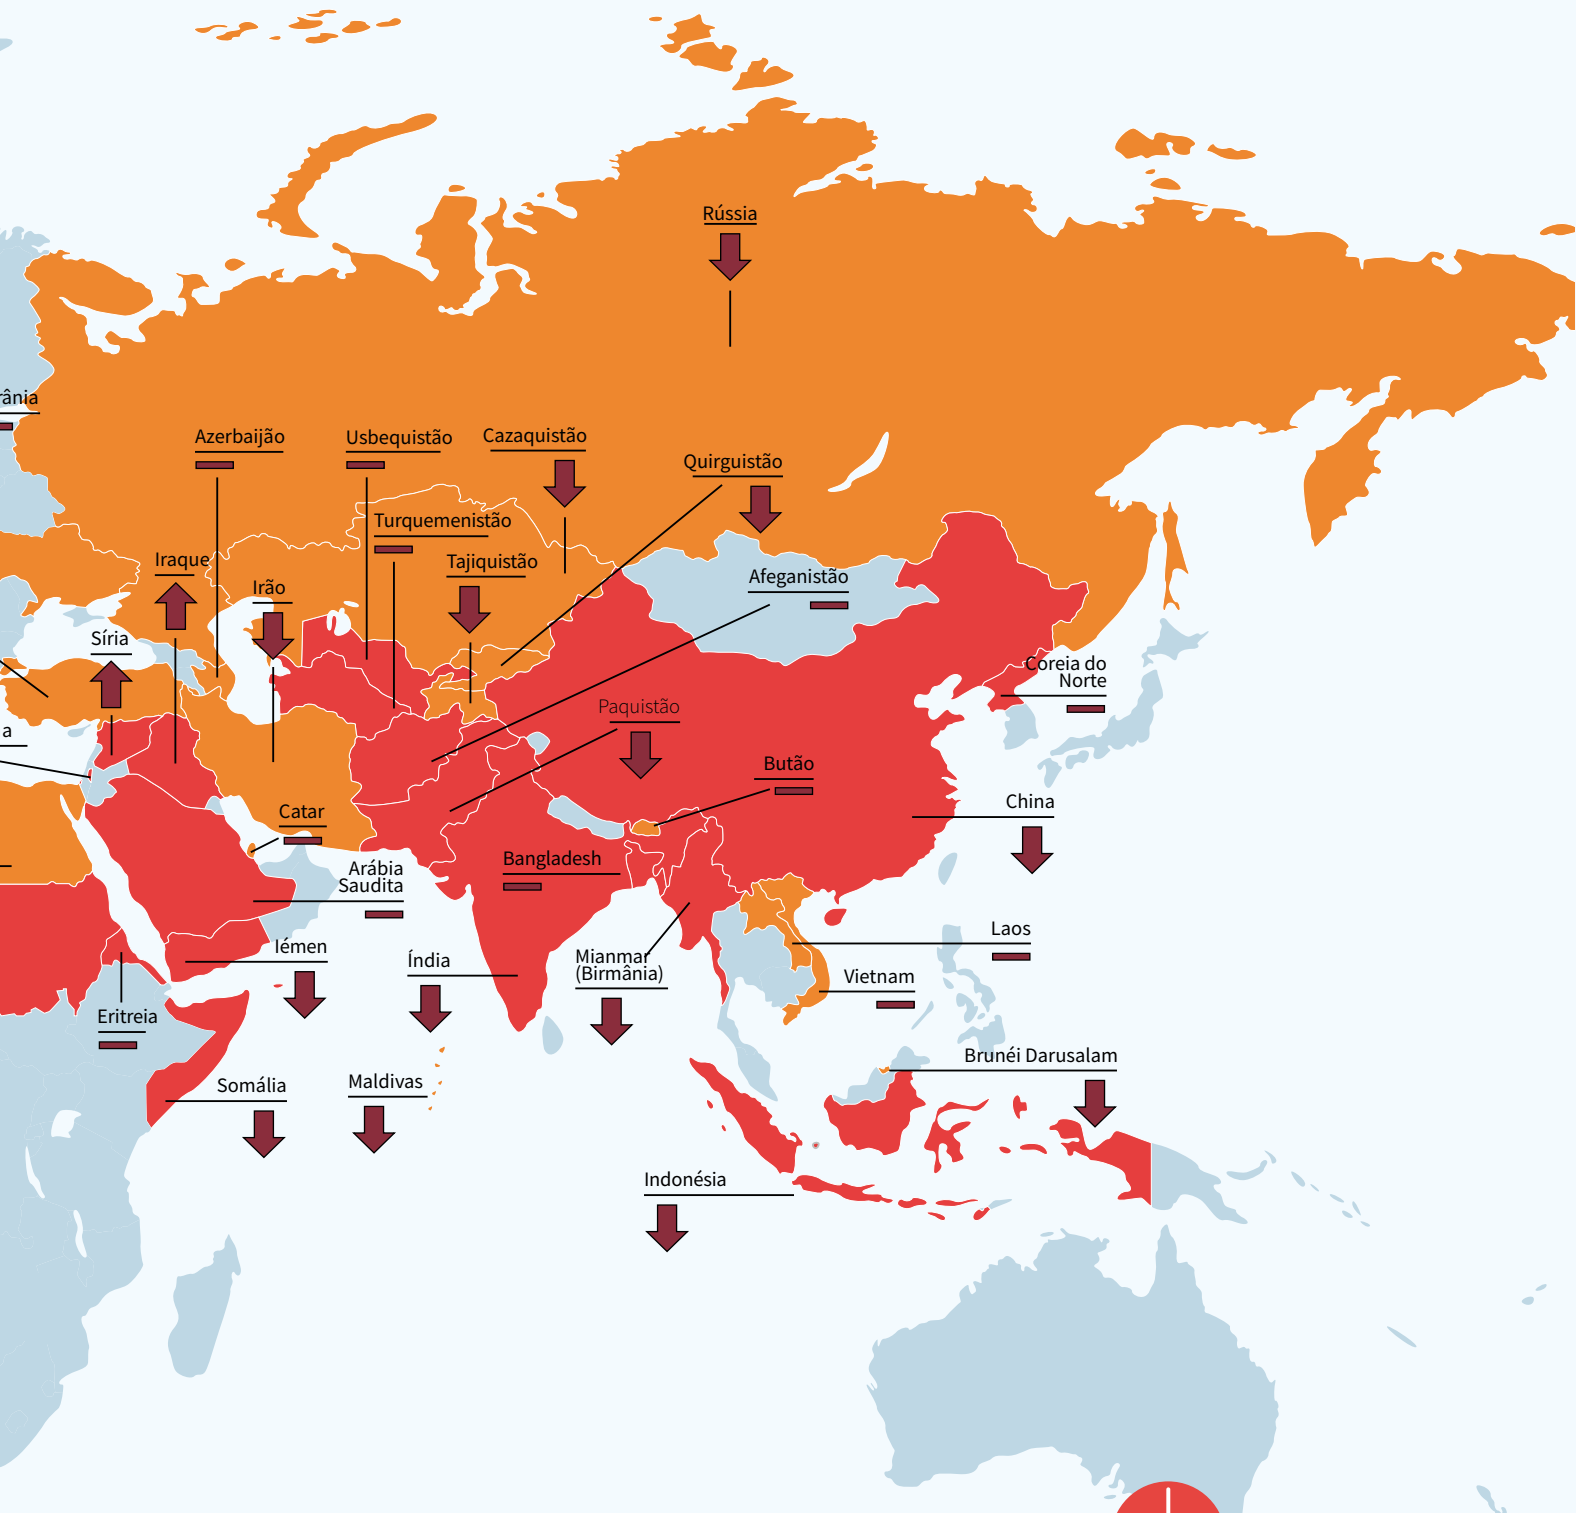 Rússia
rânia
Azerbaijão
Usbequistão
Cazaquistão
Quirguistão
Turquemenistão
Iraque
Tajiquistão
Irão
Afeganistão
Síria
Coreia do
Norte
Paquistão
a
Butão
China
Catar
Bangladesh
Arábia
Saudita
Laos
Iémen
Índia
Mianmar
(Birmânia)
Vietnam
Eritreia
Brunéi Darusalam
Somália
Maldivas
Indonésia